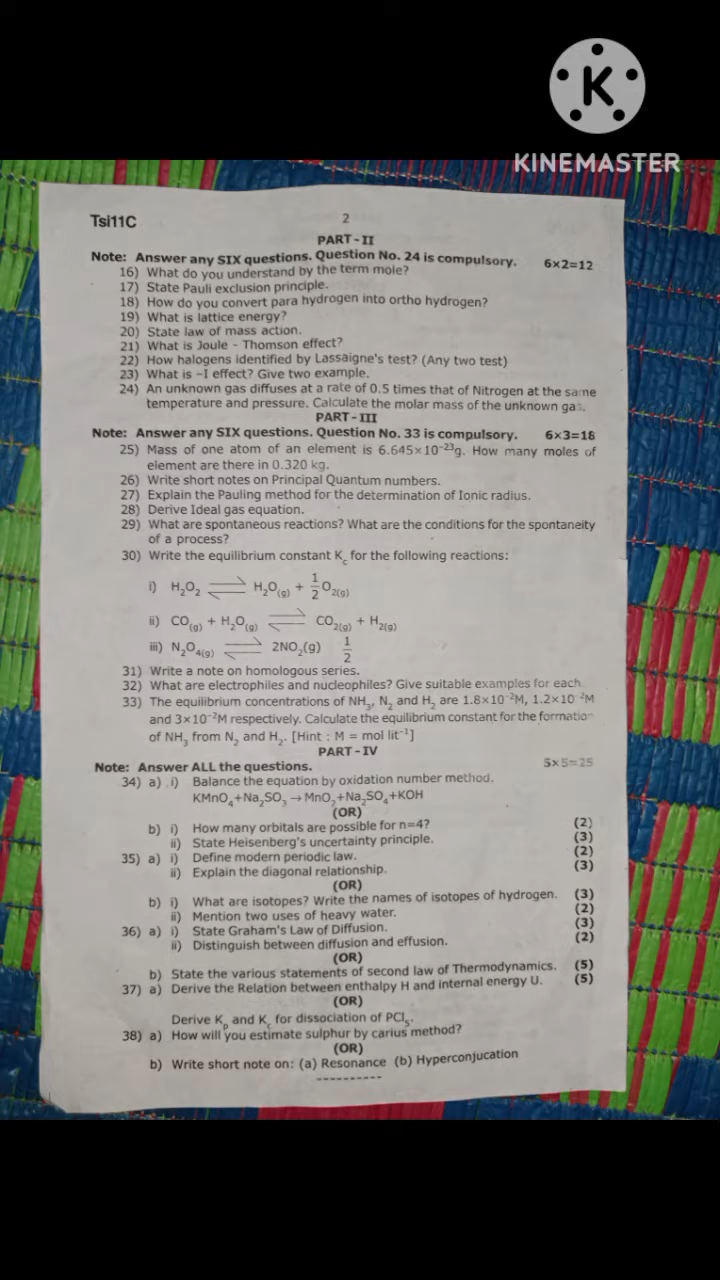 K
KINEMASTER
Tsi11C
2
PART-II
Note: Answer any SIX questions. Question No. 24 is compulsory. 6×2=12
16) What do you understand by the term mole?
17) State Pauli exclusion principle.
18) How do you convert para hydrogen into ortho hydrogen?
19) What is lattice energy?
20) State law of mass action.
21) What is Joule - Thomson effect?
22) How halogens identified by Lassaigne's test? (Any two test)
23) What is –I effect? Give two example.
24) An unknown gas diffuses at a rate of 0.5 times that of Nitrogen at the same
temperature and pressure. Calculate the molar mass of the unknown gas.
PART-III
Note: Answer any SIX questions. Question No. 33 is compulsory. 6×3=18
25) Mass of one atom of an element is 6.645×10⁻²³g. How many moles of
element are there in 0.320 kg.
26) Write short notes on Principal Quantum numbers.
27) Explain the Pauling method for the determination of Ionic radius.
28) Derive Ideal gas equation.
29) What are spontaneous reactions? What are the conditions for the spontaneity
of a process?
30) Write the equilibrium constant Kc for the following reactions:
i) H₂O₂ ⇌ H₂O(g) + 1/2 O₂(g)
ii) CO(g) + H₂O(g) ⇌ CO₂(g) + H₂(g)
iii) N₂O₄(g) ⇌ 2NO₂(g) 1/2
31) Write a note on homologous series.
32) What are electrophiles and nucleophiles? Give suitable examples for each
33) The equilibrium concentrations of NH₃, N₂ and H₂ are 1.8×10⁻²M, 1.2×10⁻²M
and 3×10⁻²M respectively. Calculate the equilibrium constant for the formation
of NH₃ from N₂ and H₂. [Hint : M = mol lit⁻¹]
PART-IV
Note: Answer ALL the questions. 5×5=25
34) a) i) Balance the equation by oxidation number method.
KMnO₄+Na₂SO₃ → MnO₂+Na₂SO₄+KOH
(OR)
b) i) How many orbitals are possible for n=4? (2)
ii) State Heisenberg's uncertainty principle. (3)
35) a) i) Define modern periodic law. (2)
ii) Explain the diagonal relationship. (3)
(OR)
b) i) What are isotopes? Write the names of isotopes of hydrogen. (3)
ii) Mention two uses of heavy water. (2)
36) a) i) State Graham's Law of Diffusion. (3)
ii) Distinguish between diffusion and effusion. (2)
(OR)
b) State the various statements of second law of Thermodynamics. (5)
37) a) Derive the Relation between enthalpy H and internal energy U. (5)
(OR)
Derive Kp and Kc for dissociation of PCl₅.
38) a) How will you estimate sulphur by carius method?
(OR)
b) Write short note on: (a) Resonance (b) Hyperconjucation
----------